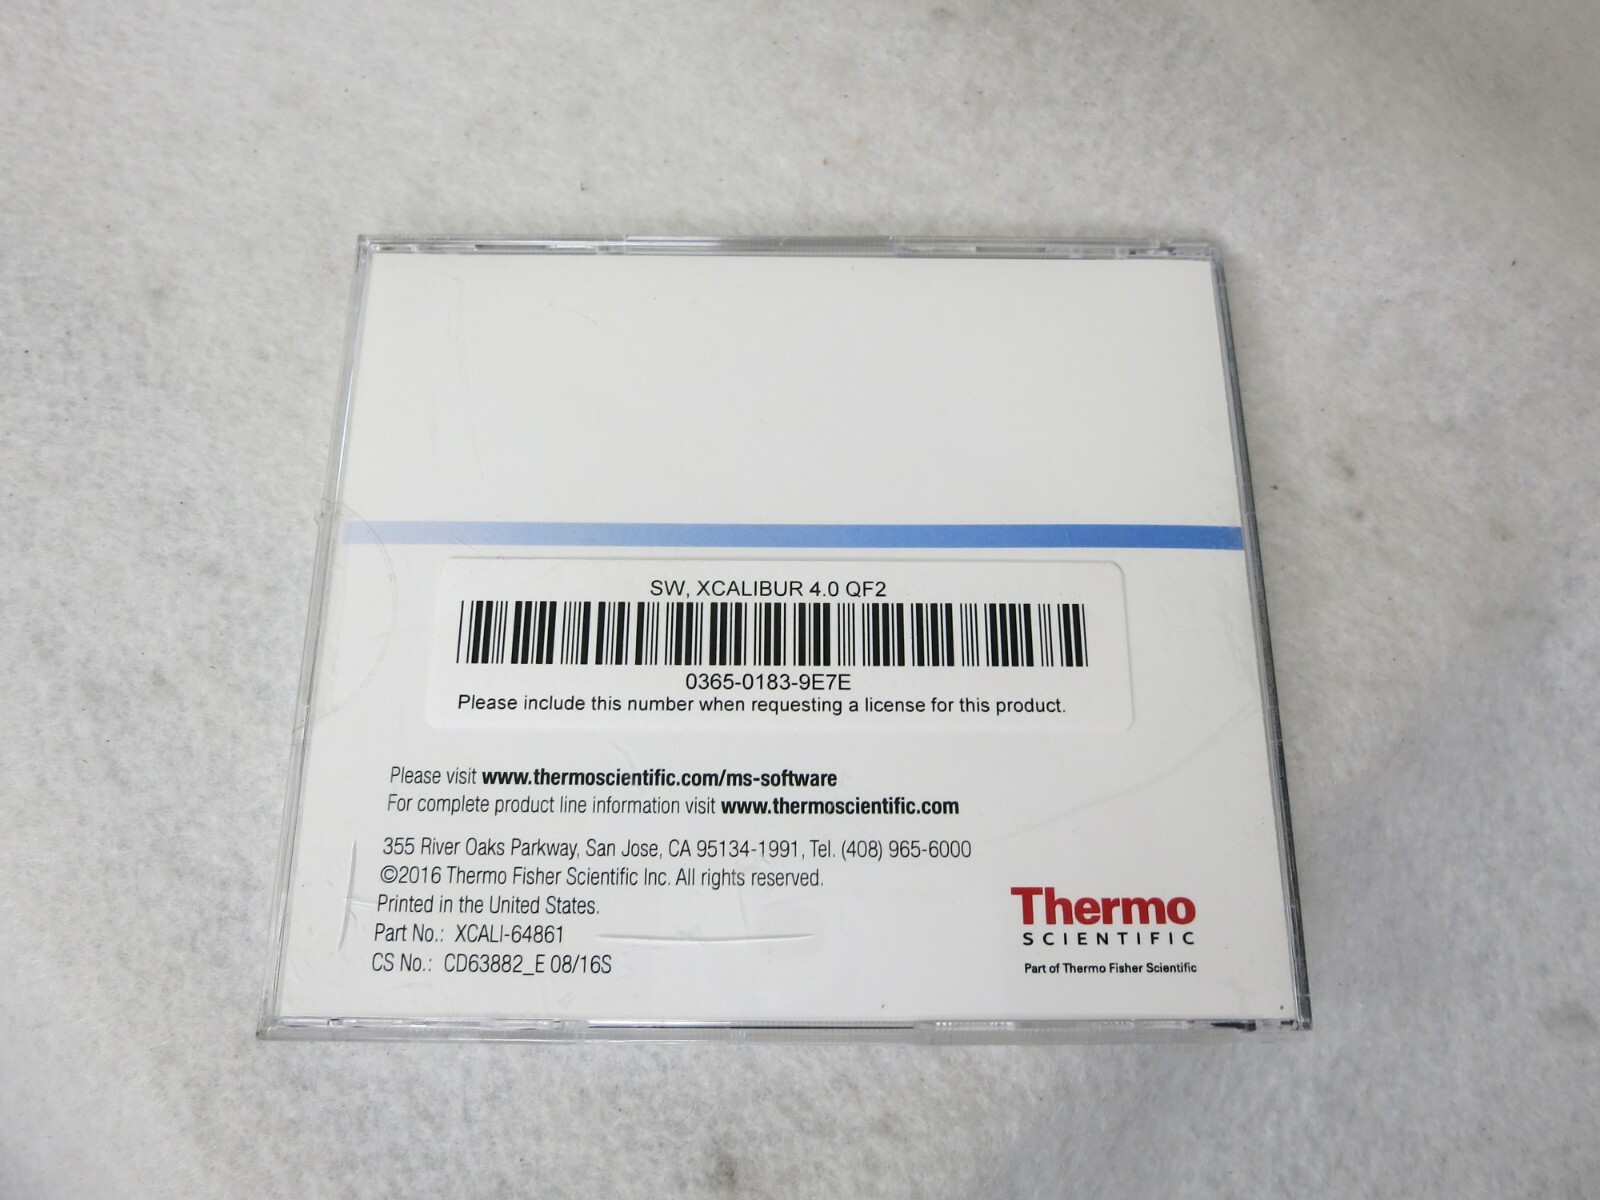 SW, XCALIBUR 4.0 QF2
0365-0183-9E7E
Please include this number when requesting a license for this product.
Please visit www.thermoscientific.com/ms-software
For complete product line information visit www.thermoscientific.com
355 River Oaks Parkway, San Jose, CA 95134-1991, Tel. (408) 965-6000
©2016 Thermo Fisher Scientific Inc. All rights reserved.
Printed in the United States.
Part No.: XCALI-64861
CS No.: CD63882_E 08/16S
Thermo
SCIENTIFIC
Part of Thermo Fisher Scientific